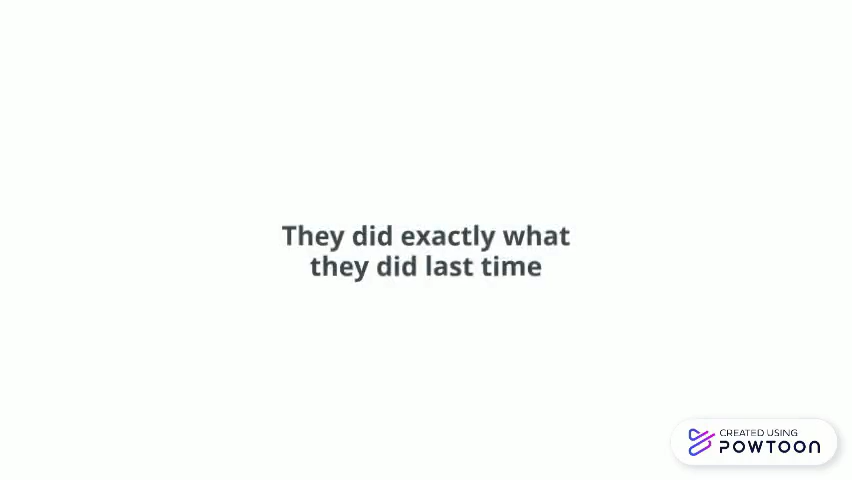 They did exactly what
they did last time
CREATED USING
POWTOON